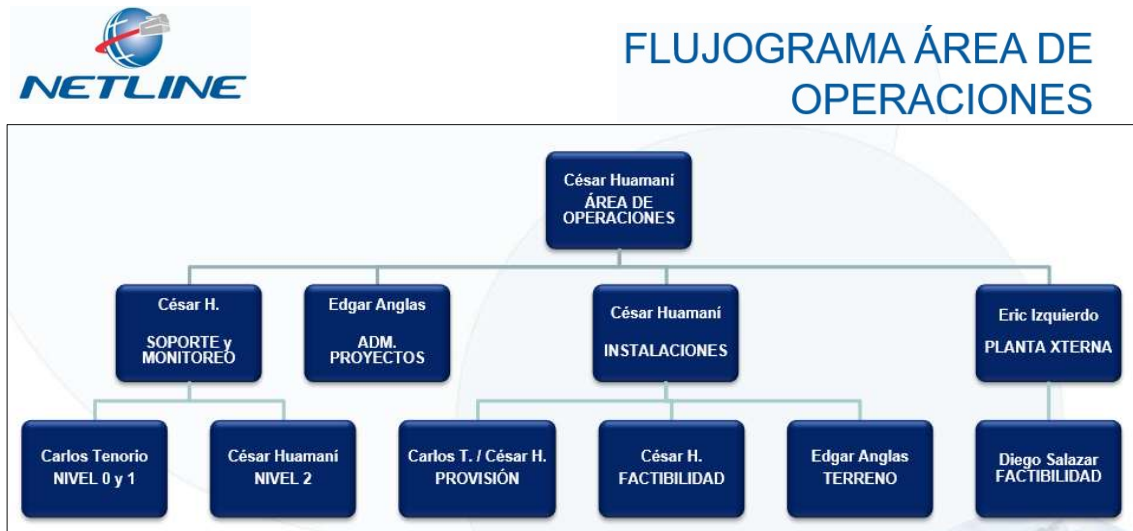 NETLINE
FLUJOGRAMA ÁREA DE
OPERACIONES
César Huamaní
ÁREA DE
OPERACIONES
César H.
SOPORTE y
MONITOREO
Edgar Anglas
ADM.
PROYECTOS
César Huamaní
INSTALACIONES
Eric Izquierdo
PLANTA XTERNA
Carlos Tenorio
NIVEL 0 y 1
César Huamaní
NIVEL 2
Carlos T. / César H.
PROVISIÓN
César H.
FACTIBILIDAD
Edgar Anglas
TERRENO
Diego Salazar
FACTIBILIDAD